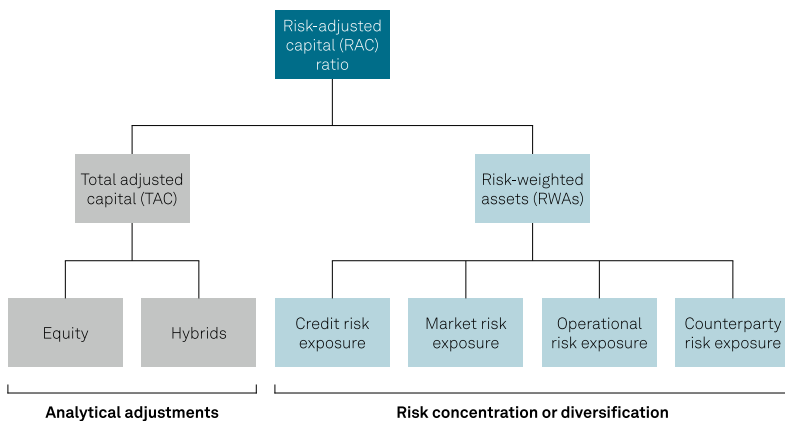 Risk-adjusted
capital (RAC)
ratio
Total adjusted
capital (TAC)
Risk-weighted
assets (RWAs)
Equity
Hybrids
Credit risk
exposure
Market risk
exposure
Operational
risk exposure
Counterparty
risk exposure
Analytical adjustments
Risk concentration or diversification